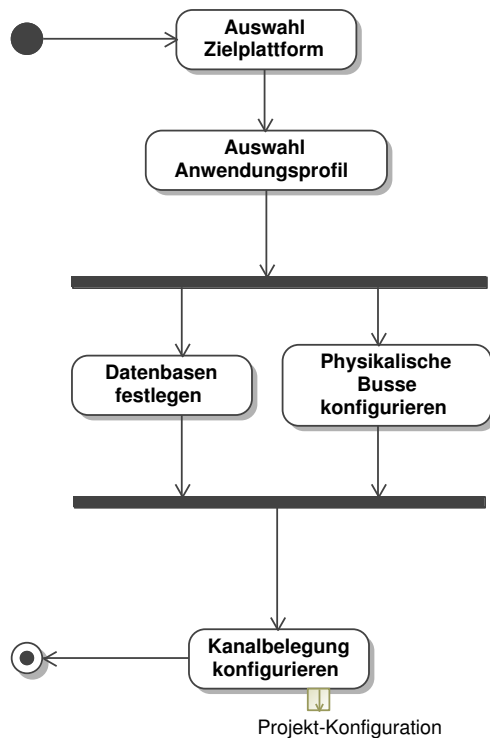 Auswahl
Zielplattform
Auswahl
Anwendungsprofil
Datenbasen
festlegen
Physikalische
Busse
konfigurieren
Kanalbelegung
konfigurieren
Projekt-Konfiguration